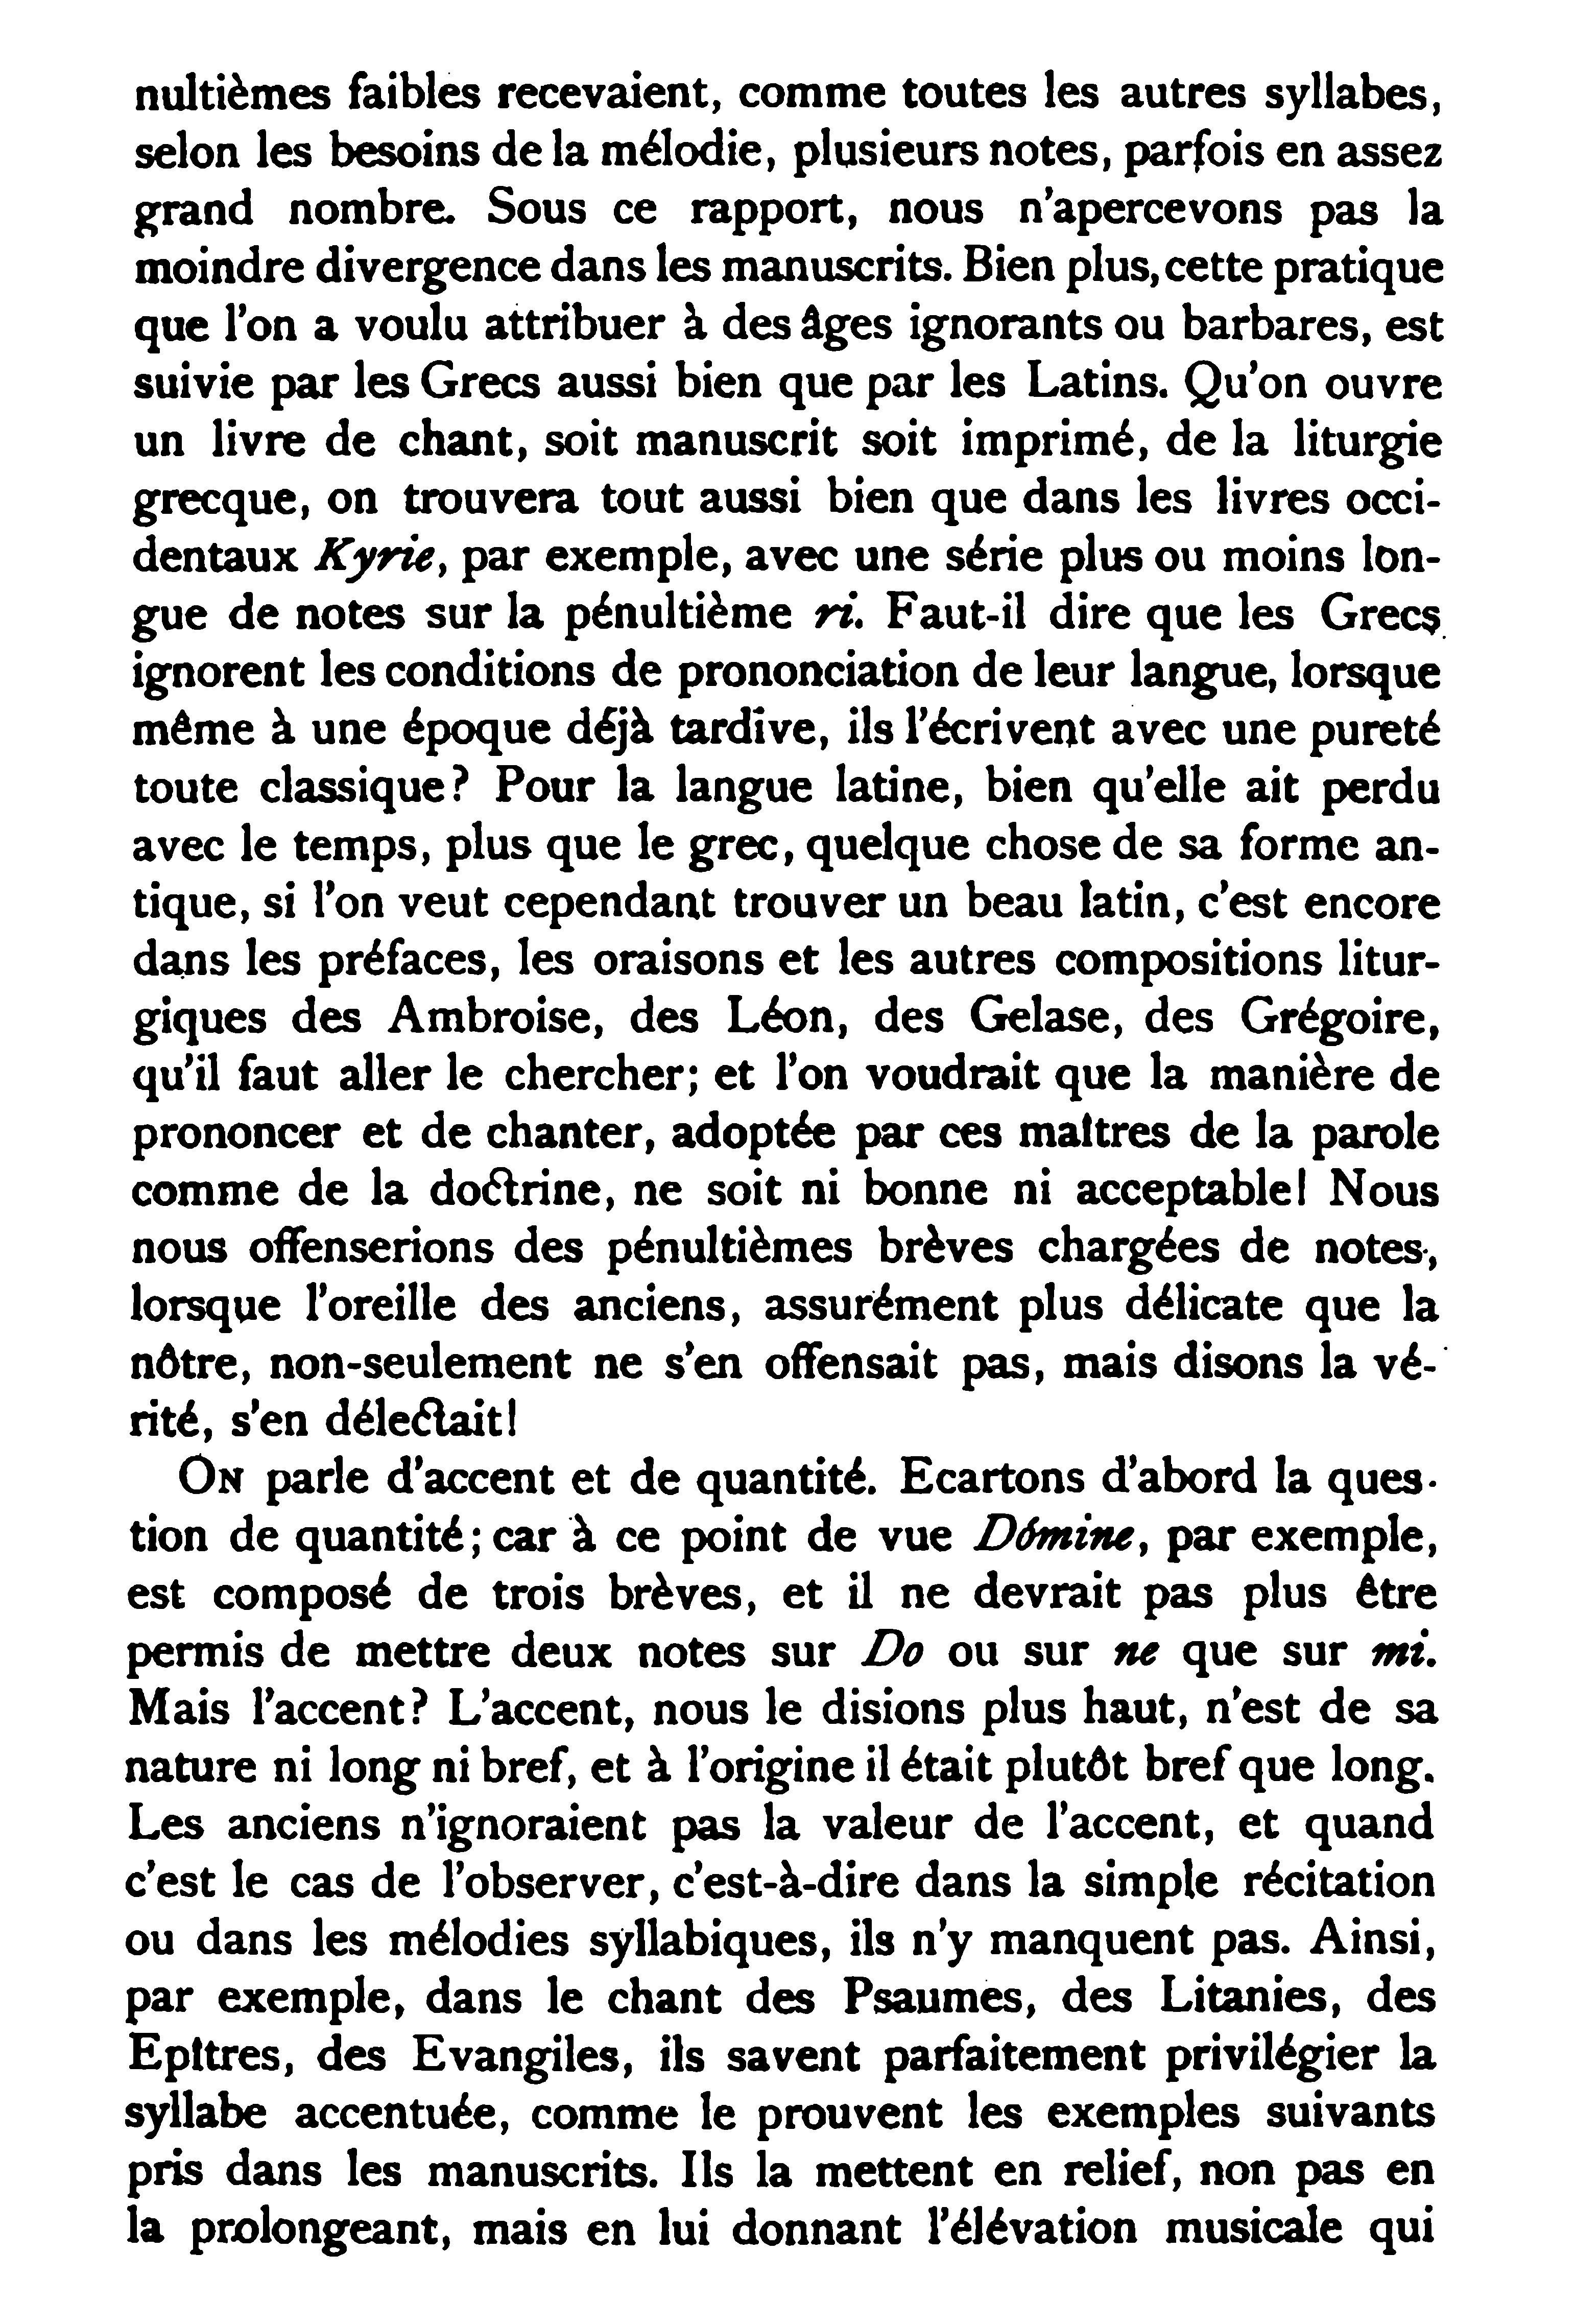 nultièmes faibles recevaient, comme toutes les autres syllabes,
selon les besoins de la mélodie, plusieurs notes, parfois en assez
grand nombre. Sous ce rapport, nous n'apercevons pas la
moindre divergence dans les manuscrits. Bien plus, cette pratique
que l'on a voulu attribuer à des âges ignorants ou barbares, est
suivie par les Grecs aussi bien que par les Latins. Qu'on ouvre
un livre de chant, soit manuscrit soit imprimé, de la liturgie
grecque, on trouvera tout aussi bien que dans les livres occi-
dentaux Kyrie, par exemple, avec une série plus ou moins lon-
gue de notes sur la pénultième ri. Faut-il dire que les Grecs
ignorent les conditions de prononciation de leur langue, lorsque
même à une époque déjà tardive, ils l'écrivent avec une pureté
toute classique? Pour la langue latine, bien qu'elle ait perdu
avec le temps, plus que le grec, quelque chose de sa forme an-
tique, si l'on veut cependant trouver un beau latin, c'est encore
dans les préfaces, les oraisons et les autres compositions litur-
giques des Ambroise, des Léon, des Gelase, des Grégoire,
qu'il faut aller le chercher; et l'on voudrait que la manière de
prononcer et de chanter, adoptée par ces maîtres de la parole
comme de la doctrine, ne soit ni bonne ni acceptable! Nous
nous offenserions des pénultièmes brèves chargées de notes,
lorsque l'oreille des anciens, assurément plus délicate que la
nôtre, non-seulement ne s'en offensait pas, mais disons la vé-
rité, s'en délectait!
ON parle d'accent et de quantité. Ecartons d'abord la ques-
tion de quantité; car à ce point de vue Dómine, par exemple,
est composé de trois brèves, et il ne devrait pas plus être
permis de mettre deux notes sur Do ou sur ne que sur mi.
Mais l'accent? L'accent, nous le disions plus haut, n'est de sa
nature ni long ni bref, et à l'origine il était plutôt bref que long.
Les anciens n'ignoraient pas la valeur de l'accent, et quand
c'est le cas de l'observer, c'est-à-dire dans la simple récitation
ou dans les mélodies syllabiques, ils n'y manquent pas. Ainsi,
par exemple, dans le chant des Psaumes, des Litanies, des
Epîtres, des Evangiles, ils savent parfaitement privilégier la
syllabe accentuée, comme le prouvent les exemples suivants
pris dans les manuscrits. Ils la mettent en relief, non pas en
la prolongeant, mais en lui donnant l'élévation musicale qui